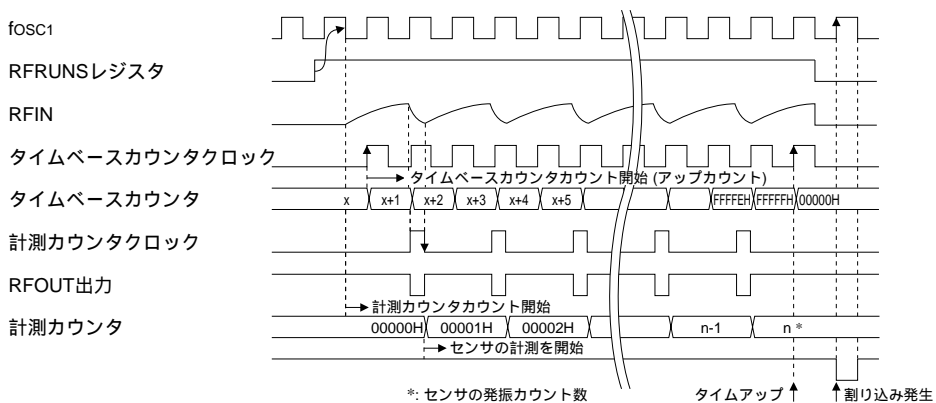 fOSC1
RFRUNSレジスタ
RFIN
タイムベースカウンタクロック
タイムベースカウンタカウント開始 (アップカウント)
タイムベースカウンタ
x x+1 x+2 x+3 x+4 x+5 FFFFEH FFFFFH 00000H
計測カウンタクロック
RFOUT出力
計測カウンタカウント開始
計測カウンタ
00000H 00001H 00002H n-1 n *
センサの計測を開始
*: センサの発振カウント数 タイムアップ 割り込み発生